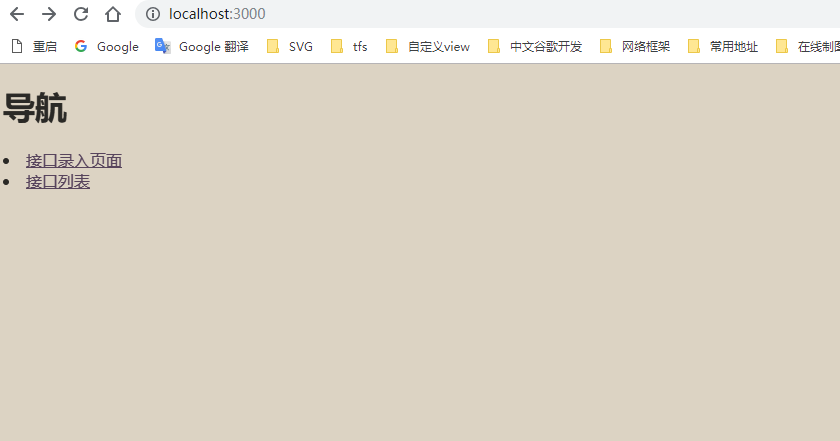 localhost:3000
重启 Google Google 翻译 SVG tfs 自定义view 中文谷歌开发 网络框架 常用地址 在线制图
导航
接口录入页面
接口列表